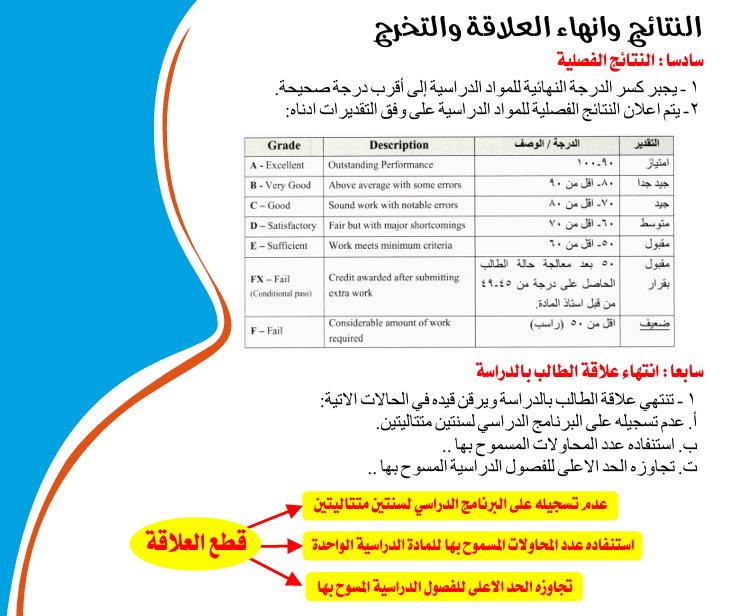 النتائج وانهاء العلاقة والتخرج
سادسا : النتائج الفصلية
١ - يجبر كسر الدرجة النهائية للمواد الدراسية إلى أقرب درجة صحيحة.
٢- يتم اعلان النتائج الفصلية للمواد الدراسية على وفق التقديرات ادناه:
Grade Description الدرجة / الوصف التقدير
A - Excellent Outstanding Performance ٩٠-١٠٠ امتياز
B - Very Good Above average with some errors ٨٠- اقل من ٩٠ جيد جدا
C – Good Sound work with notable errors ٧٠- اقل من ٨٠ جيد
D – Satisfactory Fair but with major shortcomings ٦٠- اقل من ٧٠ متوسط
E – Sufficient Work meets minimum criteria ٥٠- اقل من ٦٠ مقبول
FX – Fail
(Conditional pass)
Credit awarded after submitting
extra work
٥٠ بعد معالجة حالة الطالب
الحاصل على درجة من ٤٥-٤٩
من قبل استاذ المادة.
مقبول
بقرار
F – Fail
Considerable amount of work
required
اقل من ٥٠ (راسب)
ضعيف
سابعا : انتهاء علاقة الطالب بالدراسة
١ - تنتهي علاقة الطالب بالدراسة ويرقن قيده في الحالات الاتية:
أ. عدم تسجيله على البرنامج الدراسي لسنتين متتاليتين.
ب. استنفاده عدد المحاولات المسموح بها ..
ت. تجاوزه الحد الاعلى للفصول الدراسية المسوح بها ..
قطع العلاقة
عدم تسجيله على البرنامج الدراسي لسنتين متتاليتين
استنفاده عدد المحاولات المسموح بها للمادة الدراسية الواحدة
تجاوزه الحد الاعلى للفصول الدراسية المسوح بها